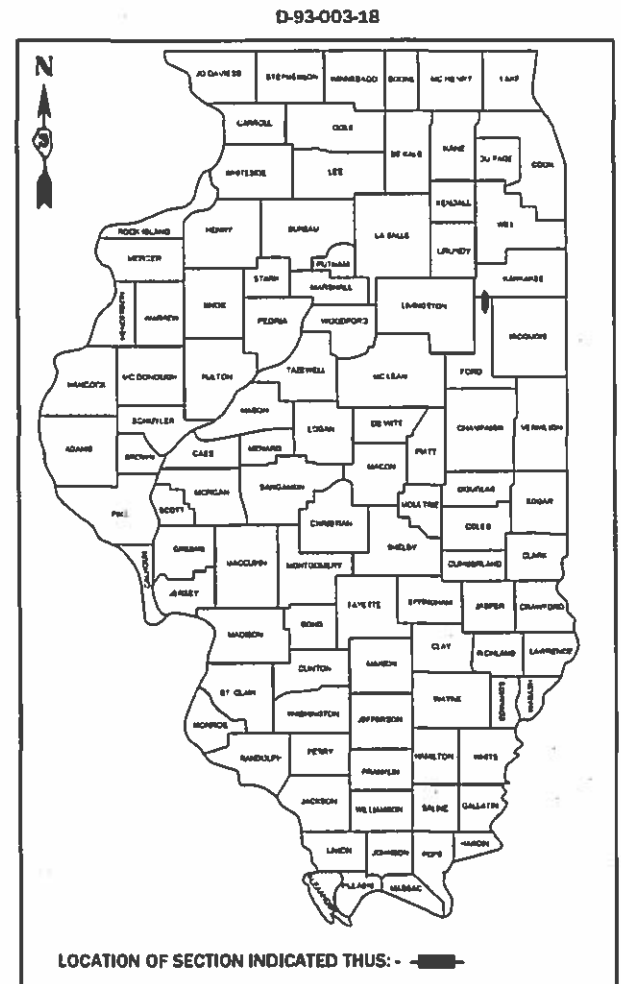 D-93-003-18
N
JO DAVIESS STEPHENSON WINNEBAGO BOONE MC HENRY LAKE
CARROLL OGLE DE KALB KANE DU PAGE COOK
WHITESIDE LEE KENDALL WILL
ROCK ISLAND HENRY BUREAU LA SALLE GRUNDY
MERCER PUTNAM KANKAKEE
STARK MARSHALL LIVINGSTON
HENDERSON WARREN KNOX PEORIA WOODFORD IROQUOIS
HANCOCK MC DONOUGH FULTON TAZEWELL MC LEAN FORD
MASON
SCHUYLER LOGAN DE WITT CHAMPAIGN VERMILION
ADAMS BROWN CASS MENARD MACON PIATT
PIKE SCOTT MORGAN SANGAMON MOULTRIE DOUGLAS EDGAR
CHRISTIAN COLES
CALHOUN GREENE MACOUPIN MONTGOMERY SHELBY CUMBERLAND CLARK
JERSEY FAYETTE EFFINGHAM JASPER CRAWFORD
MADISON BOND
CLAY RICHLAND LAWRENCE
CLINTON MARION
ST CLAIR WAYNE EDWARDS WABASH
MONROE WASHINGTON JEFFERSON
RANDOLPH PERRY HAMILTON WHITE
FRANKLIN
JACKSON WILLIAMSON SALINE GALLATIN
UNION JOHNSON POPE HARDIN
ALEXANDER PULASKI MASSAC
LOCATION OF SECTION INDICATED THUS: -